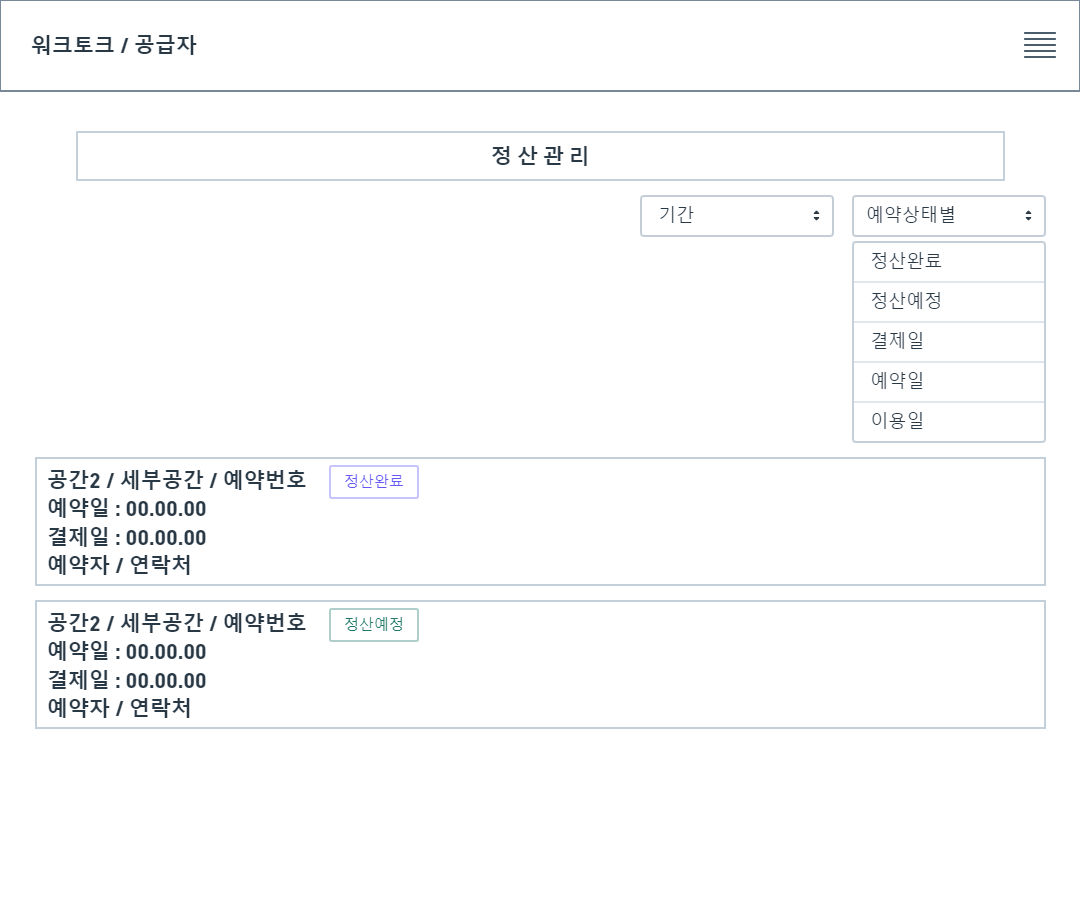 워크토크 / 공급자
정 산 관 리
기간
예약상태별
정산완료
정산예정
결제일
예약일
이용일
공간2 / 세부공간 / 예약번호 정산완료
예약일 : 00.00.00
결제일 : 00.00.00
예약자 / 연락처
공간2 / 세부공간 / 예약번호 정산예정
예약일 : 00.00.00
결제일 : 00.00.00
예약자 / 연락처